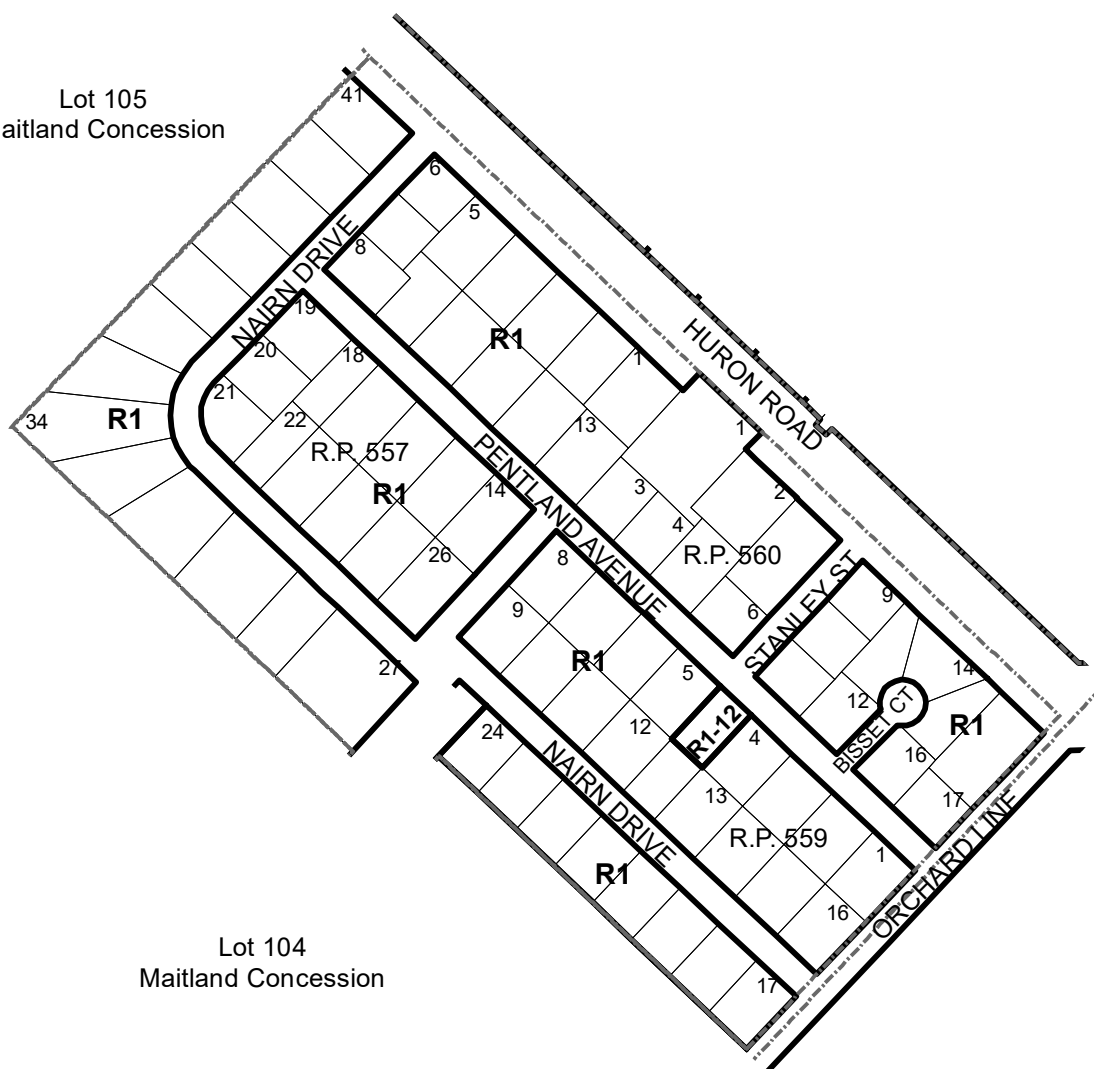 Lot 105
aitland Concession
41
6
5
8
NAIRN DRIVE
19
20
18
21
22
34
R1
R1
1
HURON ROAD
13
1
R.P. 557
R1
14
PENTLAND AVENUE
3
2
4
26
R.P. 560
8
6
STANLEY ST
9
9
R1
5
14
12
BISSET CT
R1
27
12
R1-12
4
16
24
NAIRN DRIVE
13
17
R.P. 559
1
ORCHARD LINE
R1
16
17
Lot 104
Maitland Concession